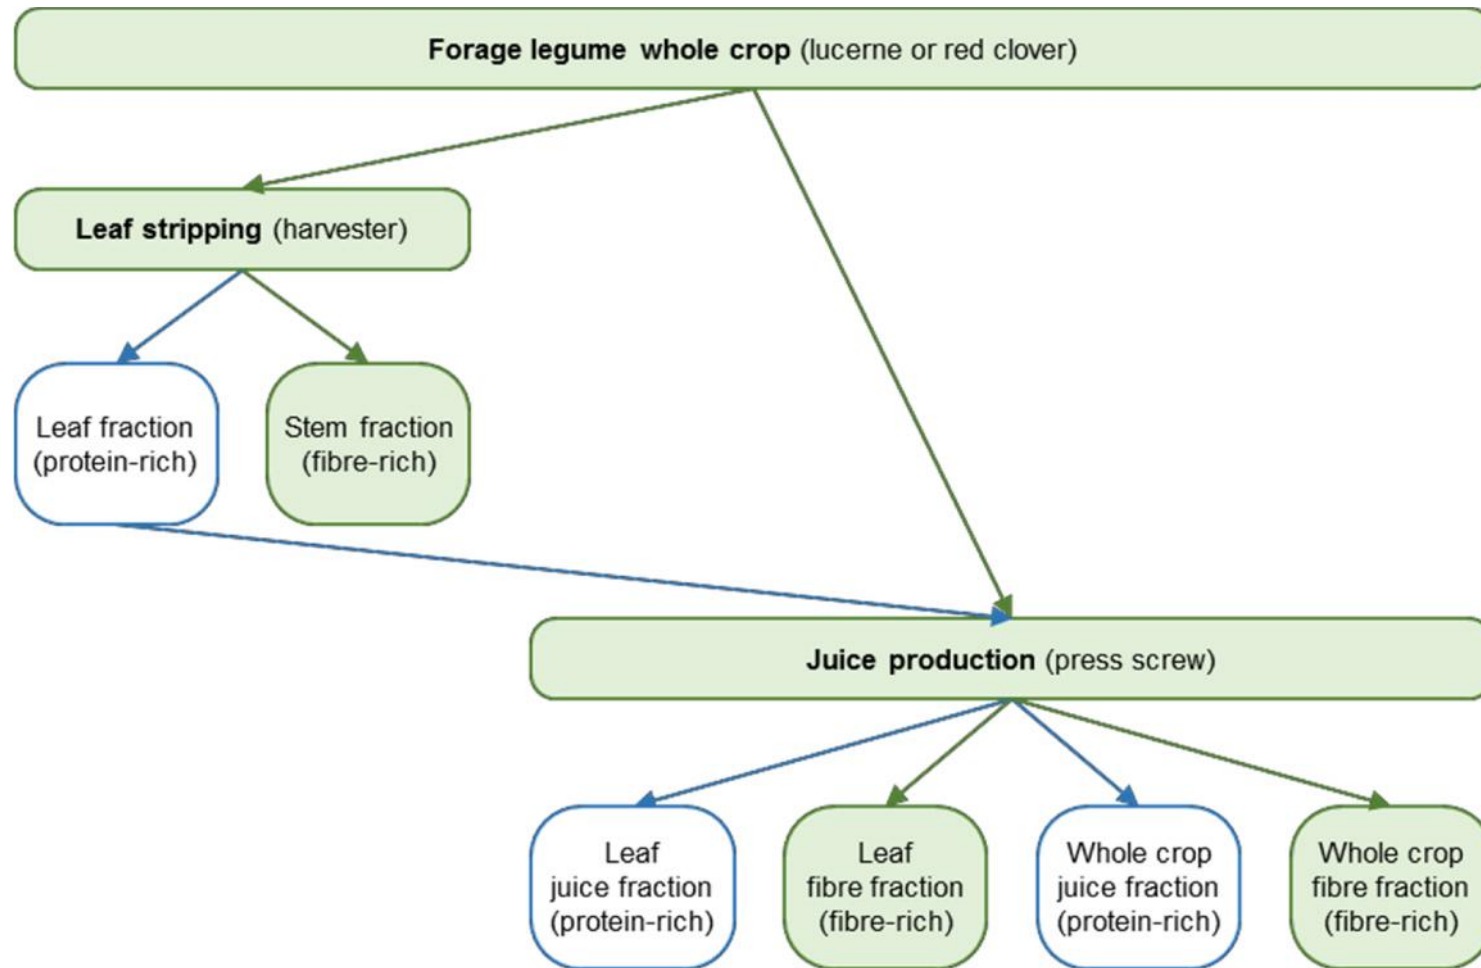 Forage legume whole crop (lucerne or red clover)
Leaf stripping (harvester)
Leaf fraction
(protein-rich)
Stem fraction
(fibre-rich)
Juice production (press screw)
Leaf
juice fraction
(protein-rich)
Leaf
fibre fraction
(fibre-rich)
Whole crop
juice fraction
(protein-rich)
Whole crop
fibre fraction
(fibre-rich)